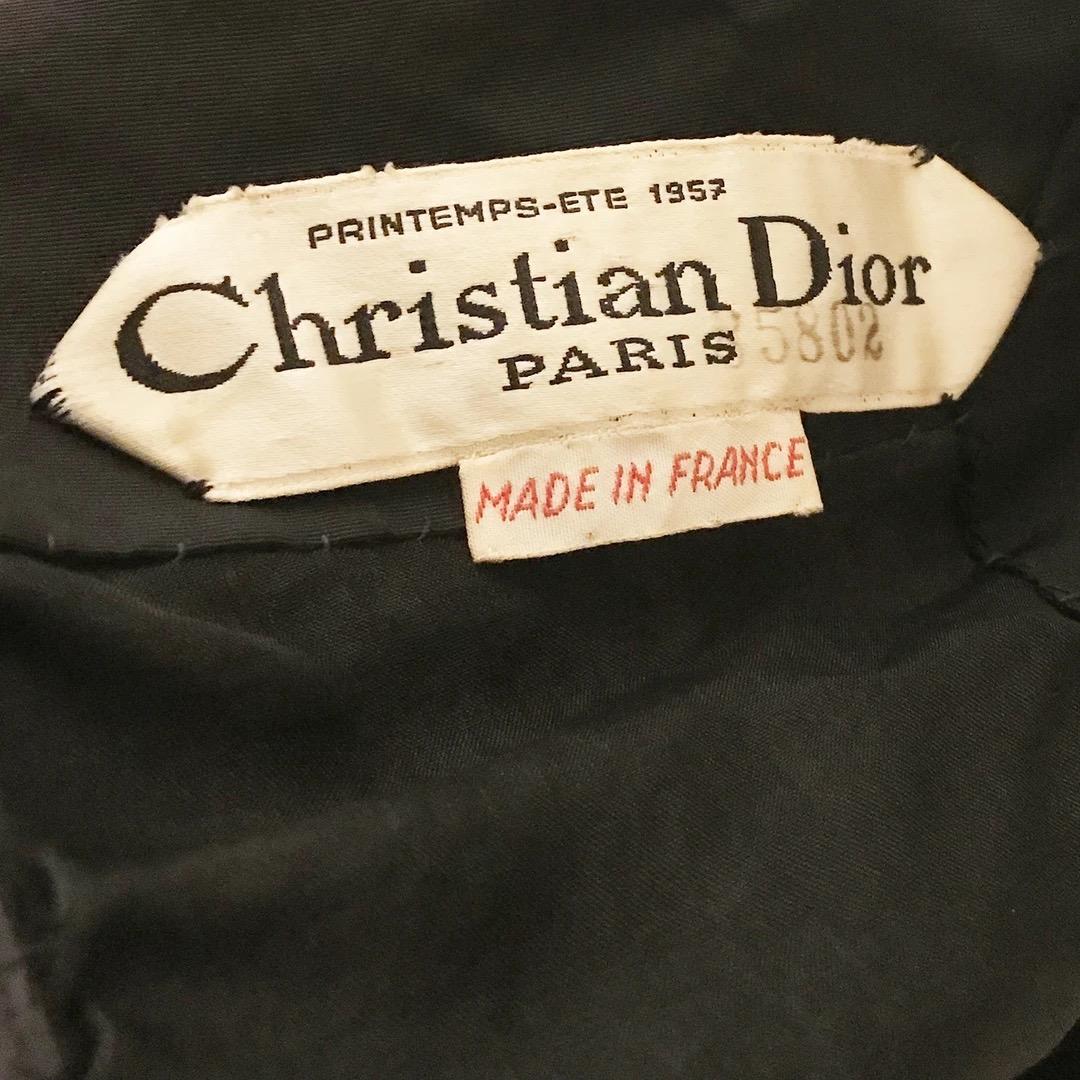 PRINTEMPS-ETE 1957
Christian Dior
PARIS 5802
MADE IN FRANCE